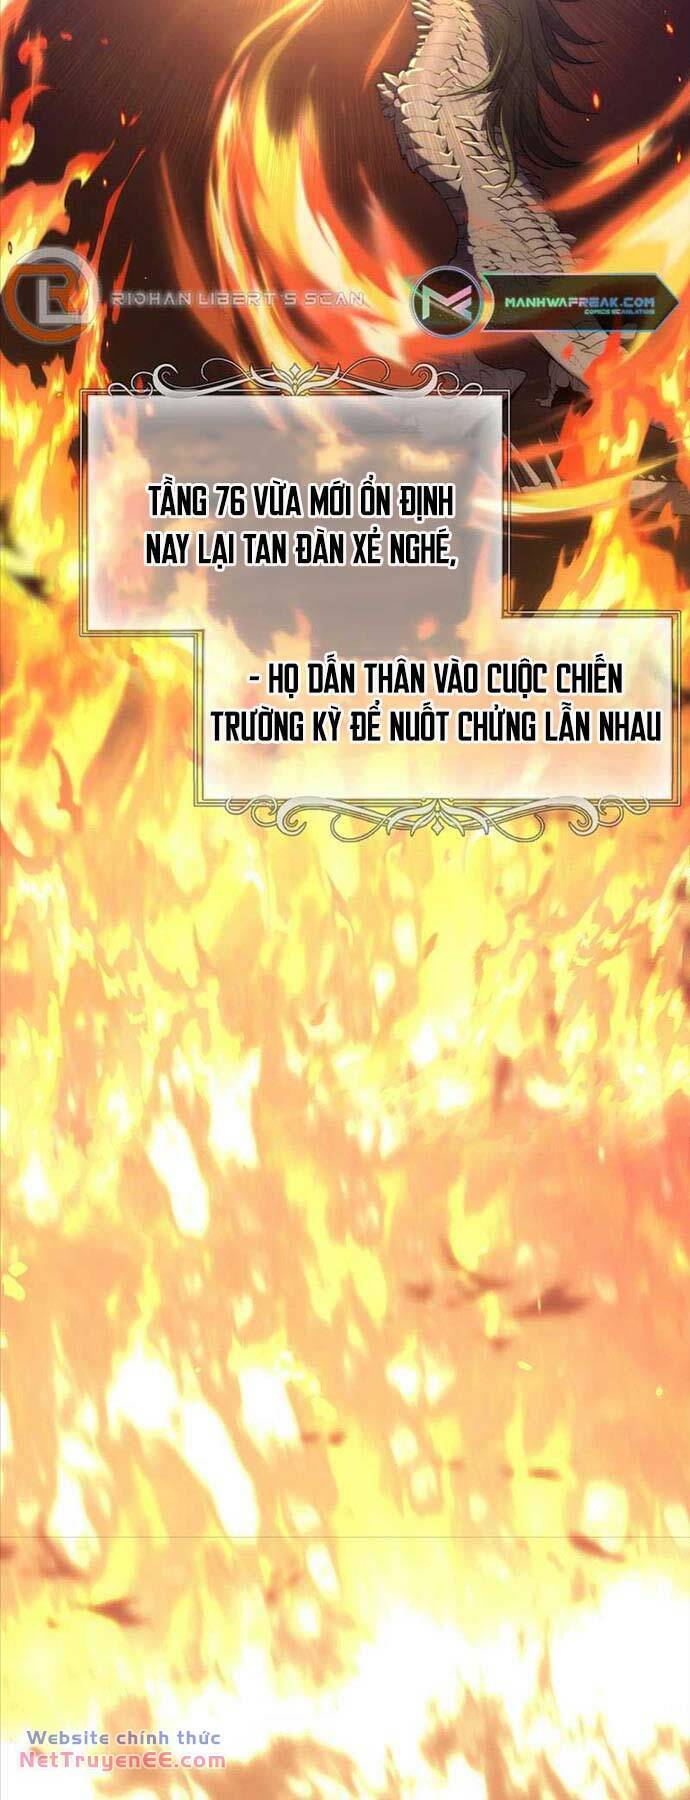 RIOHAN LIBERT'S SCAN
MANHWAFREAK.COM
COMICS SCANLATION
TẦNG 76 VỪA MỚI ỔN ĐỊNH
NAY LẠI TAN ĐÀN XẺ NGHÉ,
- HỌ DẤN THÂN VÀO CUỘC CHIẾN
TRƯỜNG KỲ ĐỂ NUỐT CHỬNG LẪN NHAU
Website chính thức
NETTRUYENEE.COM